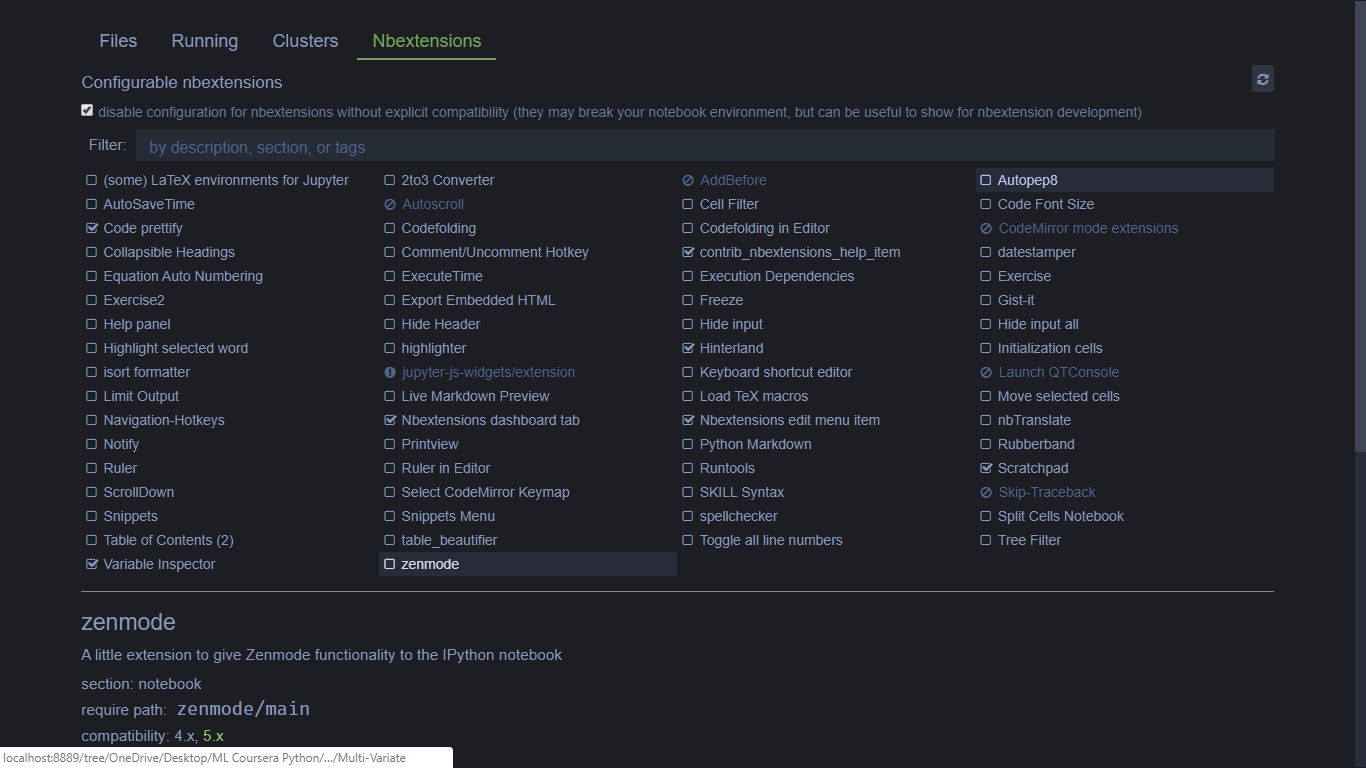 Files Running Clusters Nbextensions
Configurable nbextensions
disable configuration for nbextensions without explicit compatibility (they may break your notebook environment, but can be useful to show for nbextension development)
Filter: by description, section, or tags
(some) LaTeX environments for Jupyter 2to3 Converter AddBefore Autopep8
AutoSaveTime Autoscroll Cell Filter Code Font Size
Code prettify Codefolding Codefolding in Editor CodeMirror mode extensions
Collapsible Headings Comment/Uncomment Hotkey contrib_nbextensions_help_item datestamper
Equation Auto Numbering ExecuteTime Execution Dependencies Exercise
Exercise2 Export Embedded HTML Freeze Gist-it
Help panel Hide Header Hide input Hide input all
Highlight selected word highlighter Hinterland Initialization cells
isort formatter jupyter-js-widgets/extension Keyboard shortcut editor Launch QTConsole
Limit Output Live Markdown Preview Load TeX macros Move selected cells
Navigation-Hotkeys Nbextensions dashboard tab Nbextensions edit menu item nbTranslate
Notify Printview Python Markdown Rubberband
Ruler Ruler in Editor Runtools Scratchpad
ScrollDown Select CodeMirror Keymap SKILL Syntax Skip-Traceback
Snippets Snippets Menu spellchecker Split Cells Notebook
Table of Contents (2) table_beautifier Toggle all line numbers Tree Filter
Variable Inspector zenmode
zenmode
A little extension to give Zenmode functionality to the IPython notebook
section: notebook
require path: zenmode/main
compatibility: 4.x, 5.x
localhost:8889/tree/OneDrive/Desktop/ML Coursera Python/.../Multi-Variate